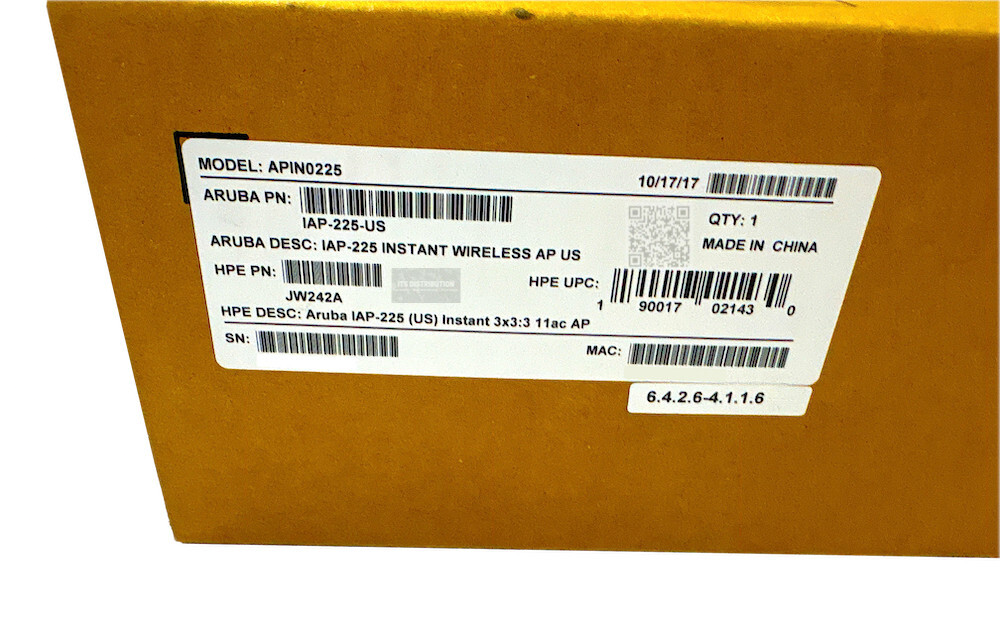 MODEL: APIN0225
10/17/17
ARUBA PN:
IAP-225-US
QTY: 1
MADE IN CHINA
ARUBA DESC: IAP-225 INSTANT WIRELESS AP US
HPE PN:
JW242A
ITS DISTRIBUTION
HPE UPC:
1 90017 02143 0
HPE DESC: Aruba IAP-225 (US) Instant 3x3:3 11ac AP
SN:
MAC:
6.4.2.6-4.1.1.6